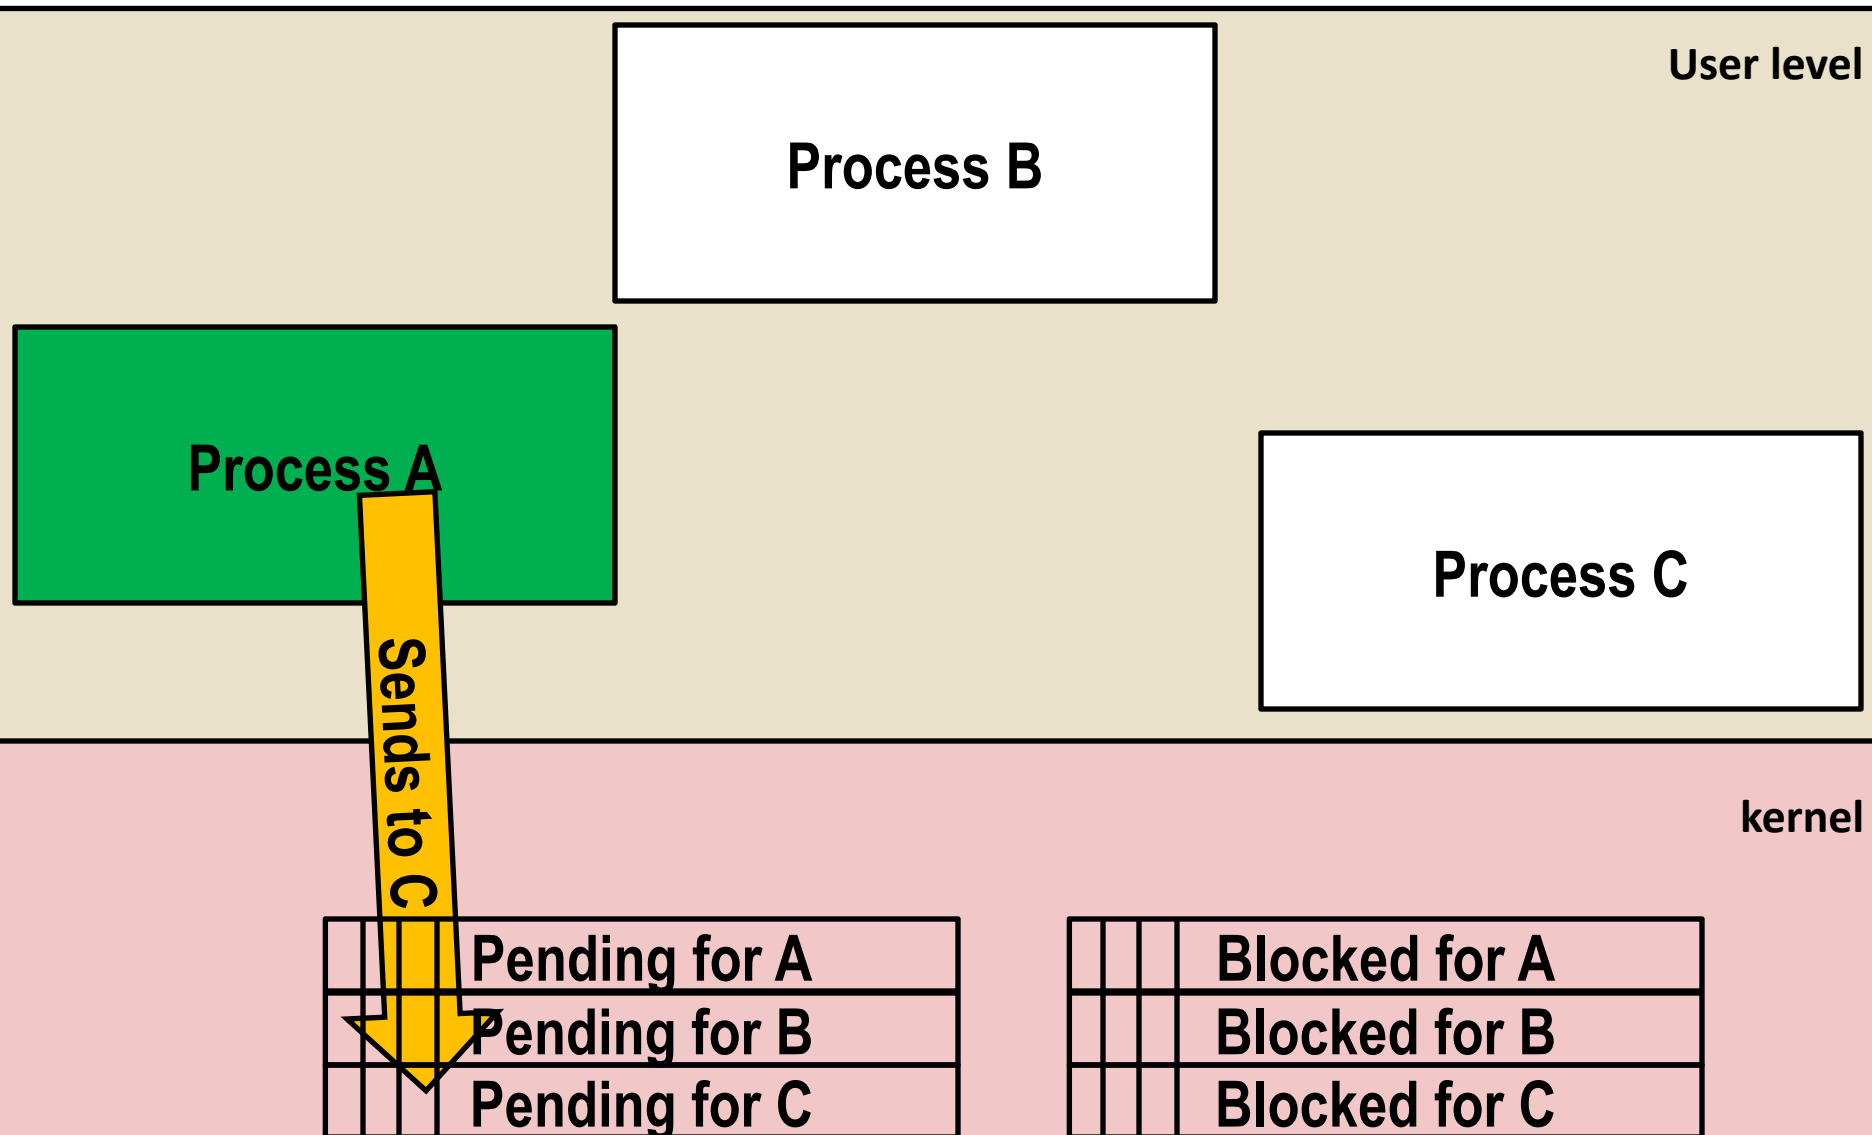 User level
Process B
Process A
Process C
Sends to C
kernel
Pending for A
Blocked for A
Pending for B
Blocked for B
Pending for C
Blocked for C